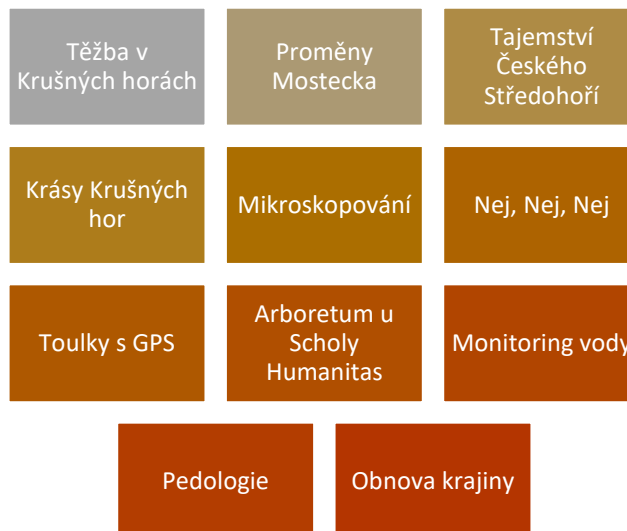 Těžba v
Krušných horách
Proměny
Mostecka
Tajemství
Českého
Středohoří
Krásy Krušných
hor
Mikroskopování
Nej, Nej, Nej
Toulky s GPS
Arboretum u
Scholy
Humanitas
Monitoring vody
Pedologie
Obnova krajiny